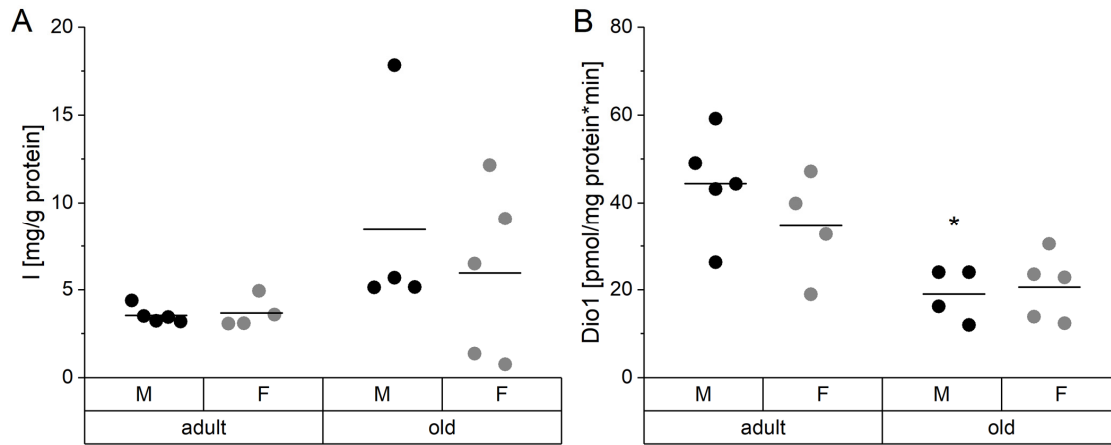 A
I [mg/g protein]
20
15
10
5
0
M F M F
adult old
B
Dio1 [pmol/mg protein*min]
80
60
40
20
0
*
M F M F
adult old